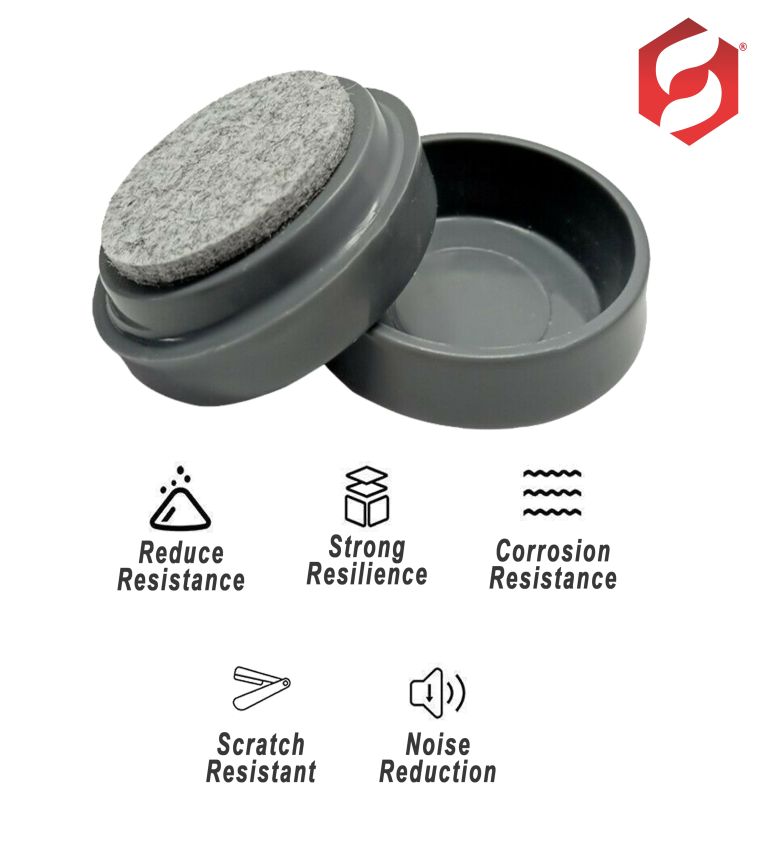 ®
Reduce
Resistance
Strong
Resilience
Corrosion
Resistance
Scratch
Resistant
Noise
Reduction